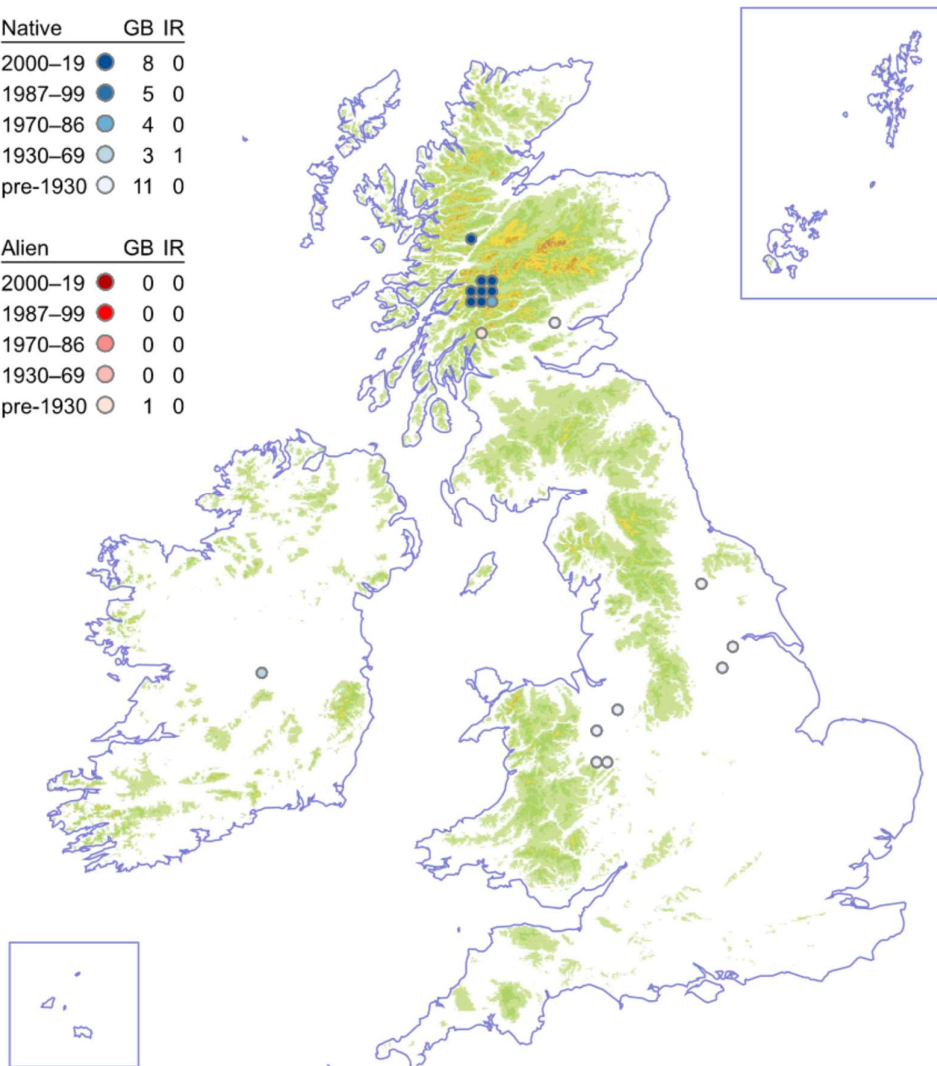 Native GB IR
2000–19 8 0
1987–99 5 0
1970–86 4 0
1930–69 3 1
pre-1930 11 0
Alien GB IR
2000–19 0 0
1987–99 0 0
1970–86 0 0
1930–69 0 0
pre-1930 1 0